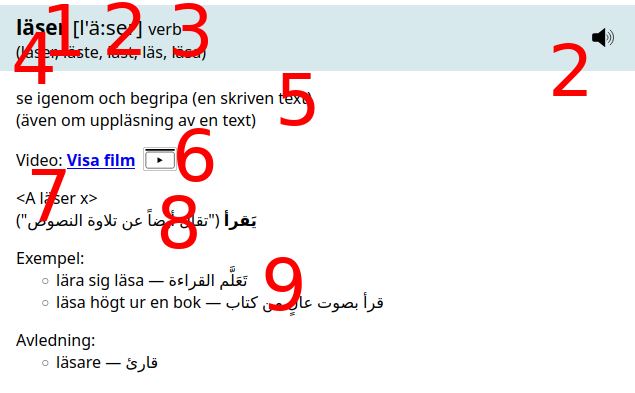 läser [l'ä:ser] verb
1 2 3
(läser, läste, läst, läs, läsa)
4
2
se igenom och begripa (en skriven text)
5
(även om uppläsning av en text)
Video: Visa film
6
<A läser x>
7
يَقرأ ("تقال أيضاً عن تلاوة النصوص")
8
Exempel:
lära sig läsa — تَعَلَّم القراءة
9
läsa högt ur en bok — قرأ بصوت عالٍ من كتاب
Avledning:
läsare — قارئ